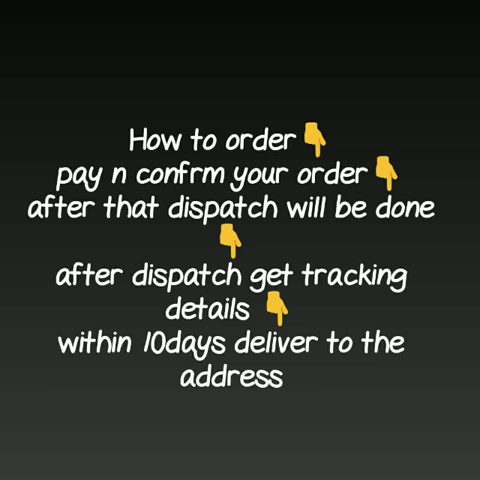 How to order👇
pay n confrm your order👇
after that dispatch will be done
👇
after dispatch get tracking
details 👇
within 10days deliver to the
address